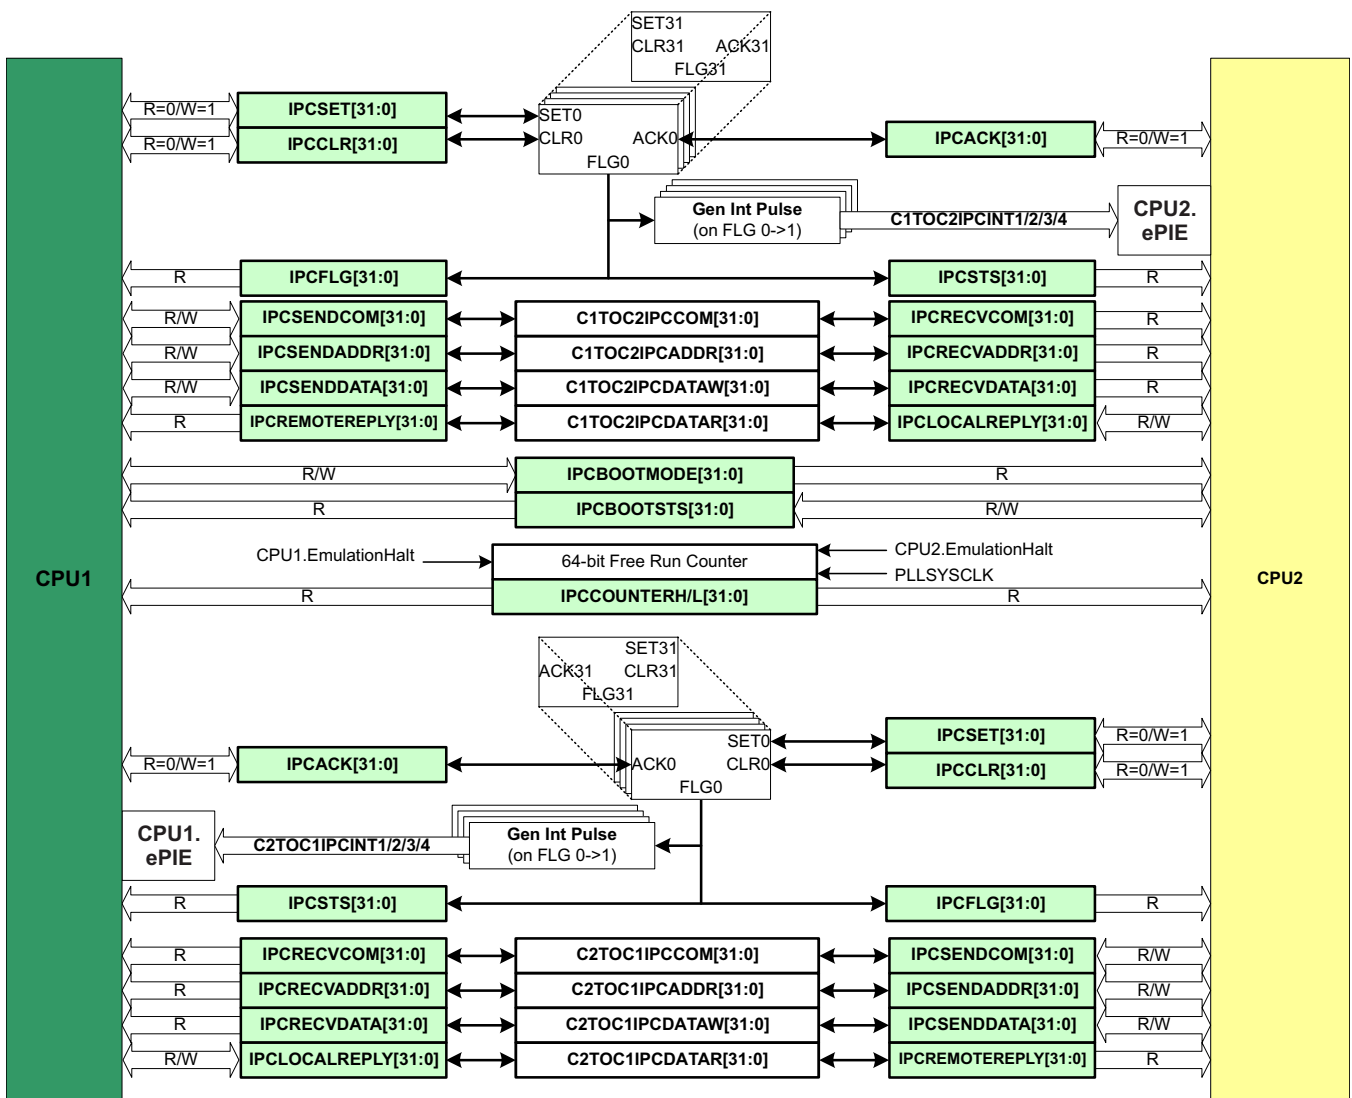 SET31
CLR31 ACK31
FLG31
R=0/W=1 IPCSET[31:0] SET0
R=0/W=1 IPCCLR[31:0] CLR0 ACK0 IPCACK[31:0] R=0/W=1
FLG0
Gen Int Pulse
(on FLG 0->1)
C1TOC2IPCINT1/2/3/4
CPU2.
ePIE
R IPCFLG[31:0] IPCSTS[31:0] R
R/W IPCSENDCOM[31:0] C1TOC2IPCCOM[31:0] IPCRECVCOM[31:0] R
R/W IPCSENDADDR[31:0] C1TOC2IPCADDR[31:0] IPCRECVADDR[31:0] R
R/W IPCSENDDATA[31:0] C1TOC2IPCDATAW[31:0] IPCRECVDATA[31:0] R
R IPCREMOTEREPLY[31:0] C1TOC2IPCDATAR[31:0] IPCLOCALREPLY[31:0] R/W
R/W IPCBOOTMODE[31:0] R
R IPCBOOTSTS[31:0] R/W
CPU1.EmulationHalt 64-bit Free Run Counter CPU2.EmulationHalt
PLLSYSCLK
CPU1
CPU2
R IPCCOUNTERH/L[31:0] R
SET31
ACK31 CLR31
FLG31
SET0 IPCSET[31:0] R=0/W=1
R=0/W=1 IPCACK[31:0] ACK0 CLR0 IPCCLR[31:0] R=0/W=1
FLG0
CPU1.
ePIE
C2TOC1IPCINT1/2/3/4
Gen Int Pulse
(on FLG 0->1)
R IPCSTS[31:0] IPCFLG[31:0] R
R IPCRECVCOM[31:0] C2TOC1IPCCOM[31:0] IPCSENDCOM[31:0] R/W
R IPCRECVADDR[31:0] C2TOC1IPCADDR[31:0] IPCSENDADDR[31:0] R/W
R IPCRECVDATA[31:0] C2TOC1IPCDATAW[31:0] IPCSENDDATA[31:0] R/W
R/W IPCLOCALREPLY[31:0] C2TOC1IPCDATAR[31:0] IPCREMOTEREPLY[31:0] R